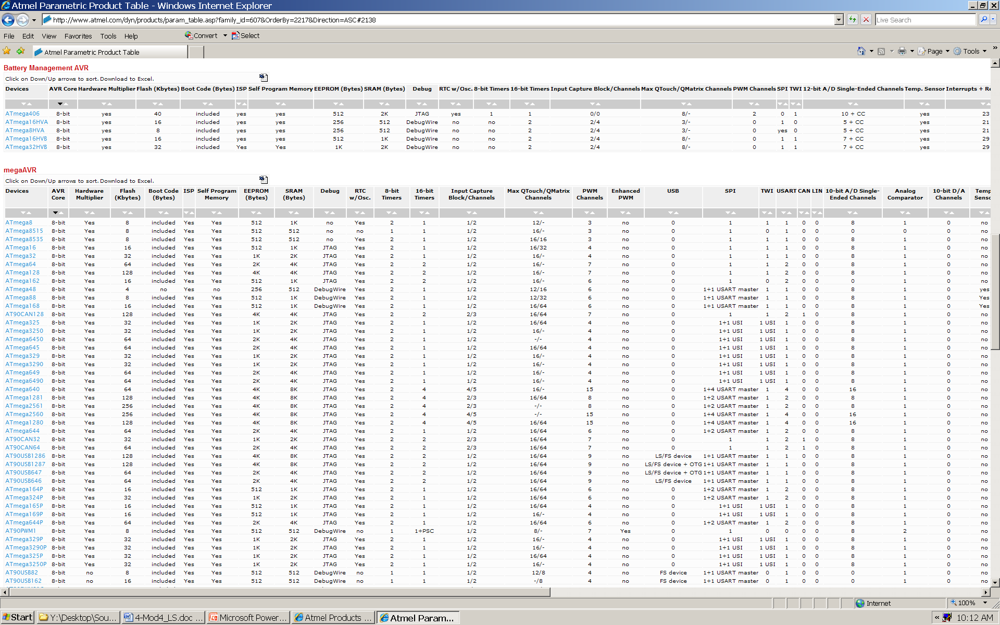 Atmel Parametric Product Table - Windows Internet Explorer
http://www.atmel.com/dyn/products/param_table.asp?family_id=607&OrderBy=2217&Direction=ASC#2138
Live Search
File Edit View Favorites Tools Help Convert Select
Atmel Parametric Product Table
Page Tools »
Battery Management AVR
Click on Down/Up arrows to sort. Download to Excel.
Devices AVR Core Hardware Multiplier Flash (Kbytes) Boot Code (Bytes) ISP Self Program Memory EEPROM (Bytes) SRAM (Bytes) Debug RTC w/Osc. 8-bit Timers 16-bit Timers Input Capture Block/Channels Max QTouch/QMatrix Channels PWM Channels SPI TWI 12-bit A/D Single-Ended Channels Temp. Sensor Interrupts + Re
ATmega406 8-bit yes 40 included yes yes 512 2K JTAG yes 1 1 0/0 8/- 2 0 1 10 + CC yes 23
ATmega16HVA 8-bit yes 16 included yes yes 256 512 DebugWire no no 2 2/4 3/- 0 1 0 5 + CC yes 21
ATmega8HVA 8-bit yes 8 included yes yes 256 512 DebugWire no no 2 2/4 3/- 0 yes 0 5 + CC yes 21
ATmega16HVB 8-bit yes 16 included yes yes 512 1K DebugWire no no 2 2/4 8/- 0 1 1 7 + CC yes 29
ATmega32HVB 8-bit yes 32 included Yes Yes 1K 2K DebugWire no no 2 2/4 8/- 0 1 1 7 + CC yes 29
megaAVR
Click on Down/Up arrows to sort. Download to Excel.
Devices AVR Hardware Flash Boot Code ISP Self Program EEPROM SRAM Debug RTC 8-bit 16-bit Input Capture Max QTouch/QMatrix PWM Enhanced USB SPI TWI USART CAN LIN 10-bit A/D Single- Analog 10-bit D/A Temp
Core Multiplier (Kbytes) (Bytes) Memory (Bytes) (Bytes) w/Osc. Timers Timers Block/Channels Channels Channels PWM Ended Channels Comparator Channels Senso
ATmega8 8-bit Yes 8 included Yes Yes 512 1K no Yes 2 1 1/2 12/- 3 no 0 1 1 1 0 0 8 1 0 no
ATmega8515 8-bit Yes 8 included Yes Yes 512 512 no no 1 1 1/2 16/- 3 no 0 1 0 1 0 0 0 0 0 no
ATmega8535 8-bit Yes 8 included Yes Yes 512 512 no Yes 2 1 1/2 16/16 3 no 0 1 1 1 0 0 8 1 0 no
ATmega16 8-bit Yes 16 included Yes Yes 512 1K JTAG Yes 2 1 1/2 16/32 4 no 0 1 1 1 0 0 8 1 0 no
ATmega32 8-bit Yes 32 included Yes Yes 1K 2K JTAG Yes 2 1 1/2 16/- 4 no 0 1 1 1 0 0 8 1 0 no
ATmega64 8-bit Yes 64 included Yes Yes 2K 4K JTAG Yes 2 2 1/2 16/- 7 no 0 1 1 2 0 0 8 1 0 no
ATmega128 8-bit Yes 128 included Yes Yes 4K 4K JTAG Yes 2 2 1/2 16/- 7 no 0 1 1 2 0 0 8 1 0 no
ATmega162 8-bit Yes 16 included Yes Yes 512 1K JTAG Yes 2 2 1/2 16/- 6 no 0 1 0 2 0 0 0 1 0 no
ATmega48 8-bit Yes 4 no Yes no 256 512 DebugWire Yes 2 1 1/2 12/16 6 no 0 1+1 USART master 1 1 0 0 8 1 0 yes
ATmega88 8-bit Yes 8 included Yes Yes 512 1K DebugWire Yes 2 1 1/2 12/32 6 no 0 1+1 USART master 1 1 0 0 8 1 0 Yes
ATmega168 8-bit Yes 16 included Yes Yes 512 1K DebugWire Yes 2 1 1/2 16/64 6 no 0 1+1 USART master 1 1 0 0 8 1 0 Yes
AT90CAN128 8-bit Yes 128 included Yes Yes 4K 4K JTAG Yes 2 2 2/3 16/64 7 no 0 1 1 2 1 0 8 1 0 no
ATmega325 8-bit Yes 32 included Yes Yes 1K 2K JTAG Yes 2 1 1/2 16/64 4 no 0 1+1 USI 1 USI 1 0 0 8 1 0 no
ATmega3250 8-bit Yes 32 included Yes Yes 1K 2K JTAG Yes 2 1 1/2 16/- 4 no 0 1+1 USI 1 USI 1 0 0 8 1 0 no
ATmega6450 8-bit Yes 64 included Yes Yes 2K 4K JTAG Yes 2 1 1/2 -/- 4 no 0 1+1 USI 1 USI 1 0 0 8 1 0 no
ATmega645 8-bit Yes 64 included Yes Yes 2K 4K JTAG Yes 2 1 1/2 16/64 4 no 0 1+1 USI 1 USI 1 0 0 8 1 0 no
ATmega329 8-bit Yes 32 included Yes Yes 1K 2K JTAG Yes 2 1 1/2 16/- 4 no 0 1+1 USI 1 USI 1 0 0 8 1 0 no
ATmega3290 8-bit Yes 32 included Yes Yes 1K 2K JTAG Yes 2 1 1/2 16/- 4 no 0 1+1 USI 1 USI 1 0 0 8 1 0 no
ATmega649 8-bit Yes 64 included Yes Yes 2K 4K JTAG Yes 2 1 1/2 16/- 4 no 0 1+1 USI 1 USI 1 0 0 8 1 0 no
ATmega6490 8-bit Yes 64 included Yes Yes 2K 4K JTAG Yes 2 1 1/2 16/- 4 no 0 1+1 USI 1 USI 1 0 0 8 1 0 no
ATmega640 8-bit Yes 64 included Yes Yes 4K 8K JTAG Yes 2 4 4/5 16/- 15 no 0 1+4 USART master 1 4 0 0 16 1 0 no
ATmega1281 8-bit Yes 128 included Yes Yes 4K 8K JTAG Yes 2 4 2/3 16/64 8 no 0 1+2 USART master 1 2 0 0 8 1 0 no
ATmega2561 8-bit Yes 256 included Yes Yes 4K 8K JTAG Yes 2 4 2/3 -/- 8 no 0 1+2 USART master 1 2 0 0 8 1 0 no
ATmega2560 8-bit Yes 256 included Yes Yes 4K 8K JTAG Yes 2 4 4/5 -/- 15 no 0 1+4 USART master 1 4 0 0 16 1 0 no
ATmega1280 8-bit Yes 128 included Yes Yes 4K 8K JTAG Yes 2 4 4/5 16/64 15 no 0 1+4 USART master 1 4 0 0 16 1 0 no
ATmega644 8-bit Yes 64 included Yes Yes 2K 4K JTAG Yes 2 1 1/2 16/64 6 no 0 1+2 USART master 1 2 0 0 8 1 0 no
AT90CAN32 8-bit Yes 32 included Yes Yes 1K 2K JTAG Yes 2 2 2/3 16/64 7 no 0 1 1 2 1 0 8 1 0 no
AT90CAN64 8-bit Yes 64 included Yes Yes 2K 4K JTAG Yes 2 2 2/3 16/64 7 no 0 1 1 2 1 0 8 1 0 no
AT90USB1286 8-bit Yes 128 included Yes Yes 4K 8K JTAG Yes 2 2 1/2 16/64 9 no LS/FS device 1+1 USART master 1 1 0 0 8 1 0 no
AT90USB1287 8-bit Yes 128 included Yes Yes 4K 8K JTAG Yes 2 2 1/2 16/64 9 no LS/FS device + OTG 1+1 USART master 1 1 0 0 8 1 0 no
AT90USB647 8-bit Yes 64 included Yes Yes 2K 4K JTAG Yes 2 2 1/2 16/64 9 no LS/FS device + OTG 1+1 USART master 1 1 0 0 8 1 0 no
AT90USB646 8-bit Yes 64 included Yes Yes 2K 4K JTAG Yes 2 2 1/2 16/64 9 no LS/FS device 1+1 USART master 1 1 0 0 8 1 0 no
ATmega164P 8-bit Yes 16 included Yes Yes 512 1K JTAG Yes 2 1 1/2 16/64 6 no 0 1+2 USART master 1 2 0 0 8 1 0 no
ATmega324P 8-bit Yes 32 included Yes Yes 1K 2K JTAG Yes 2 1 1/2 16/64 6 no 0 1+2 USART master 1 2 0 0 8 1 0 no
ATmega165P 8-bit Yes 16 included Yes Yes 512 1K JTAG Yes 2 1 1/2 16/64 4 no 0 1+1 USI 1 USI 1 0 0 8 1 0 no
ATmega169P 8-bit Yes 16 included Yes Yes 512 1K JTAG Yes 2 1 1/2 16/- 4 no 0 1+1 USI 1 USI 1 0 0 8 1 0 no
ATmega644P 8-bit Yes 64 included Yes Yes 2K 4K JTAG Yes 2 1 1/2 16/64 6 no 0 1+2 USART master 1 2 0 0 8 1 0 no
AT90PWM1 8-bit Yes 8 included Yes Yes 512 512 DebugWire no 1 1+PSC 1/2 8/- 7 Yes 0 1 0 0 0 0 8 2 0 no
ATmega329P 8-bit Yes 32 included Yes Yes 1K 2K JTAG Yes 2 1 1/2 16/- 4 no 0 1+1 USI 1 USI 1 0 0 8 1 0 no
ATmega3290P 8-bit Yes 32 included Yes Yes 1K 2K JTAG Yes 2 1 1/2 16/- 4 no 0 1+1 USI 1 USI 1 0 0 8 1 0 no
ATmega325P 8-bit Yes 32 included Yes Yes 1K 2K JTAG Yes 2 1 1/2 16/64 4 no 0 1+1 USI 1 USI 1 0 0 8 1 0 no
ATmega3250P 8-bit Yes 32 included Yes Yes 1K 2K JTAG Yes 2 1 1/2 16/- 4 no 0 1+1 USI 1 USI 1 0 0 8 1 0 no
AT90USB82 8-bit no 8 included Yes Yes 512 512 DebugWire no 1 1 1/2 12/8 4 no FS device 1+1 USART master 0 1 0 0 0 1 0 no
AT90USB162 8-bit no 16 included Yes Yes 512 512 DebugWire no 1 1 1/2 -/8 4 no FS device 1+1 USART master 0 1 0 0 0 1 0 no
Internet 100%
Start Y:\Desktop\Sou... 4-Mod4_LS.doc ... Microsoft Power... Atmel Products ... Atmel Param... « 10:12 AM